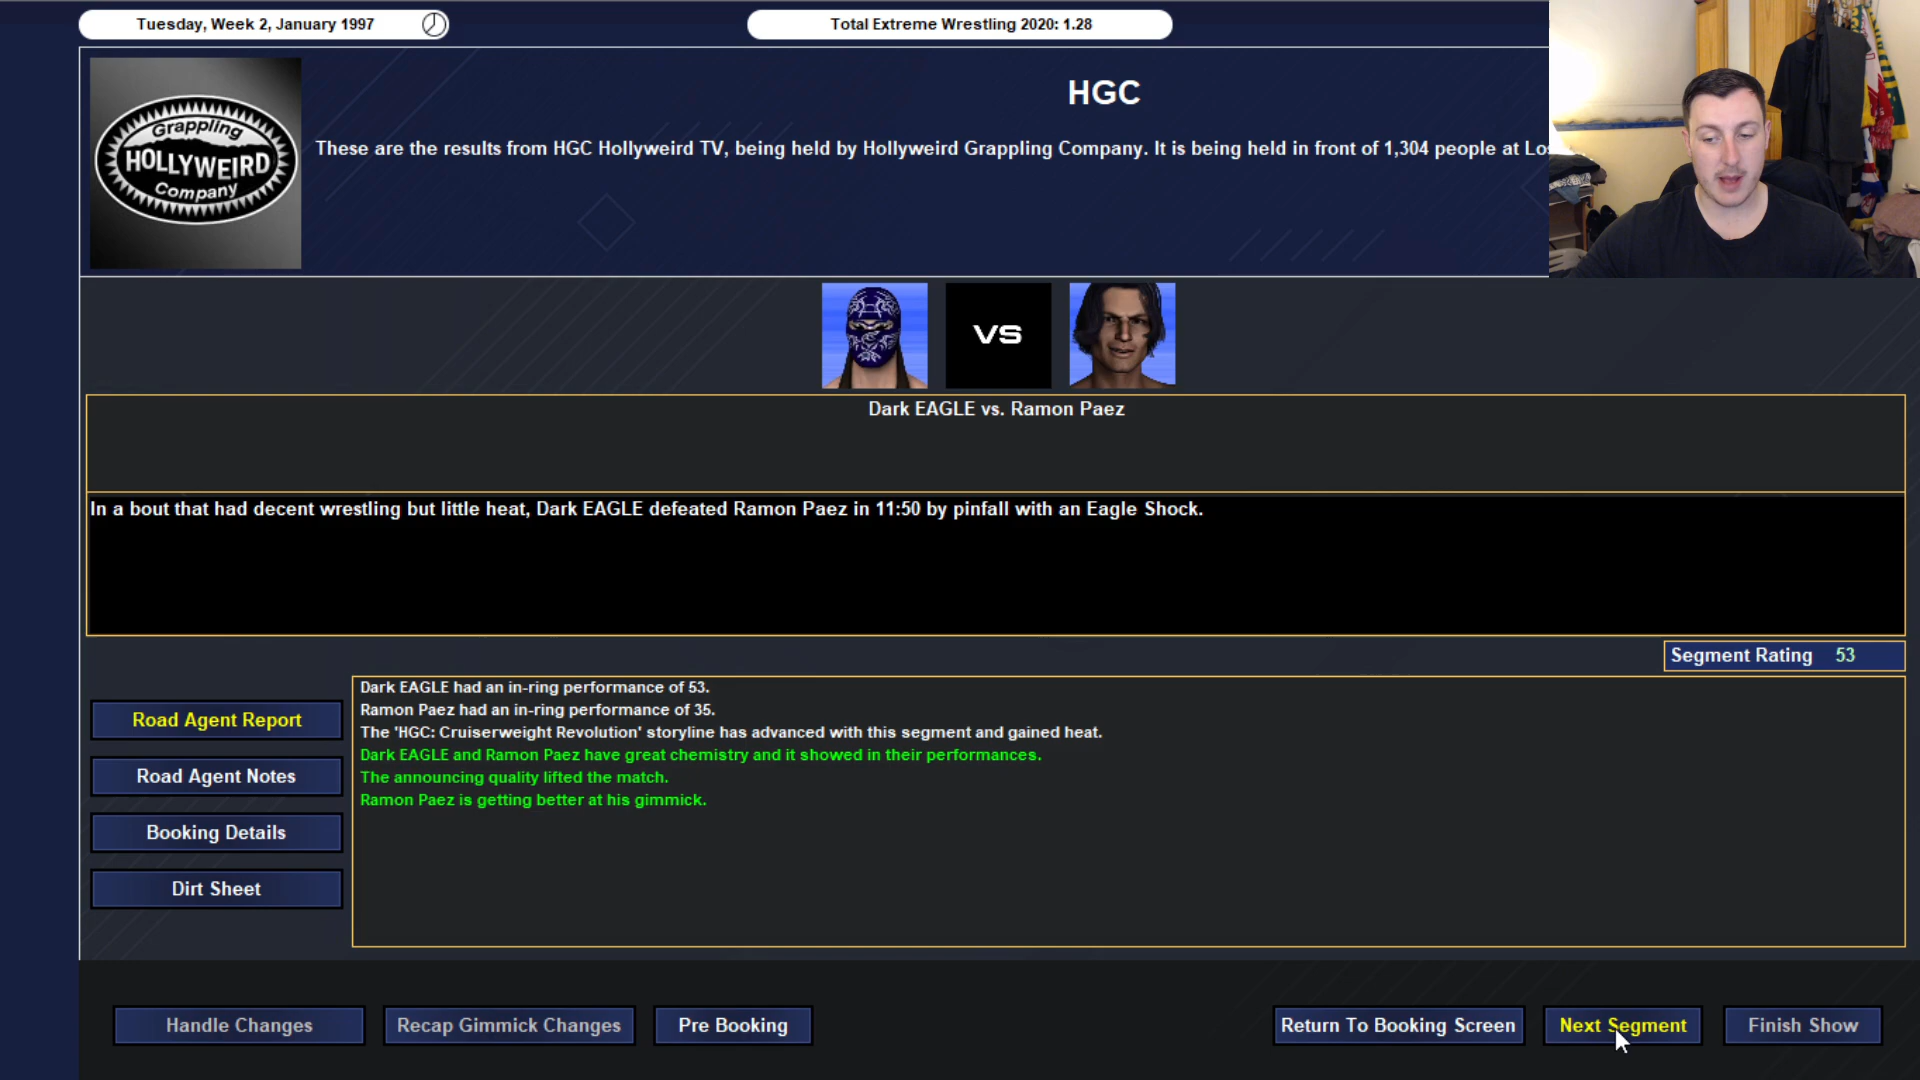 Tuesday, Week 2, January 1997
Total Extreme Wrestling 2020: 1.28
Grappling
HOLLYWEIRD
Company
HGC
These are the results from HGC Hollyweird TV, being held by Hollyweird Grappling Company. It is being held in front of 1,304 people at
VS
Dark EAGLE vs. Ramon Paez
In a bout that had decent wrestling but little heat, Dark EAGLE defeated Ramon Paez in 11:50 by pinfall with an Eagle Shock.
Segment Rating 53
Road Agent Report
Road Agent Notes
Booking Details
Dirt Sheet
Dark EAGLE had an in-ring performance of 53.
Ramon Paez had an in-ring performance of 35.
The 'HGC: Cruiserweight Revolution' storyline has advanced with this segment and gained heat.
Dark EAGLE and Ramon Paez have great chemistry and it showed in their performances.
The announcing quality lifted the match.
Ramon Paez is getting better at his gimmick.
Handle Changes
Recap Gimmick Changes
Pre Booking
Return To Booking Screen
Next Segment
Finish Show